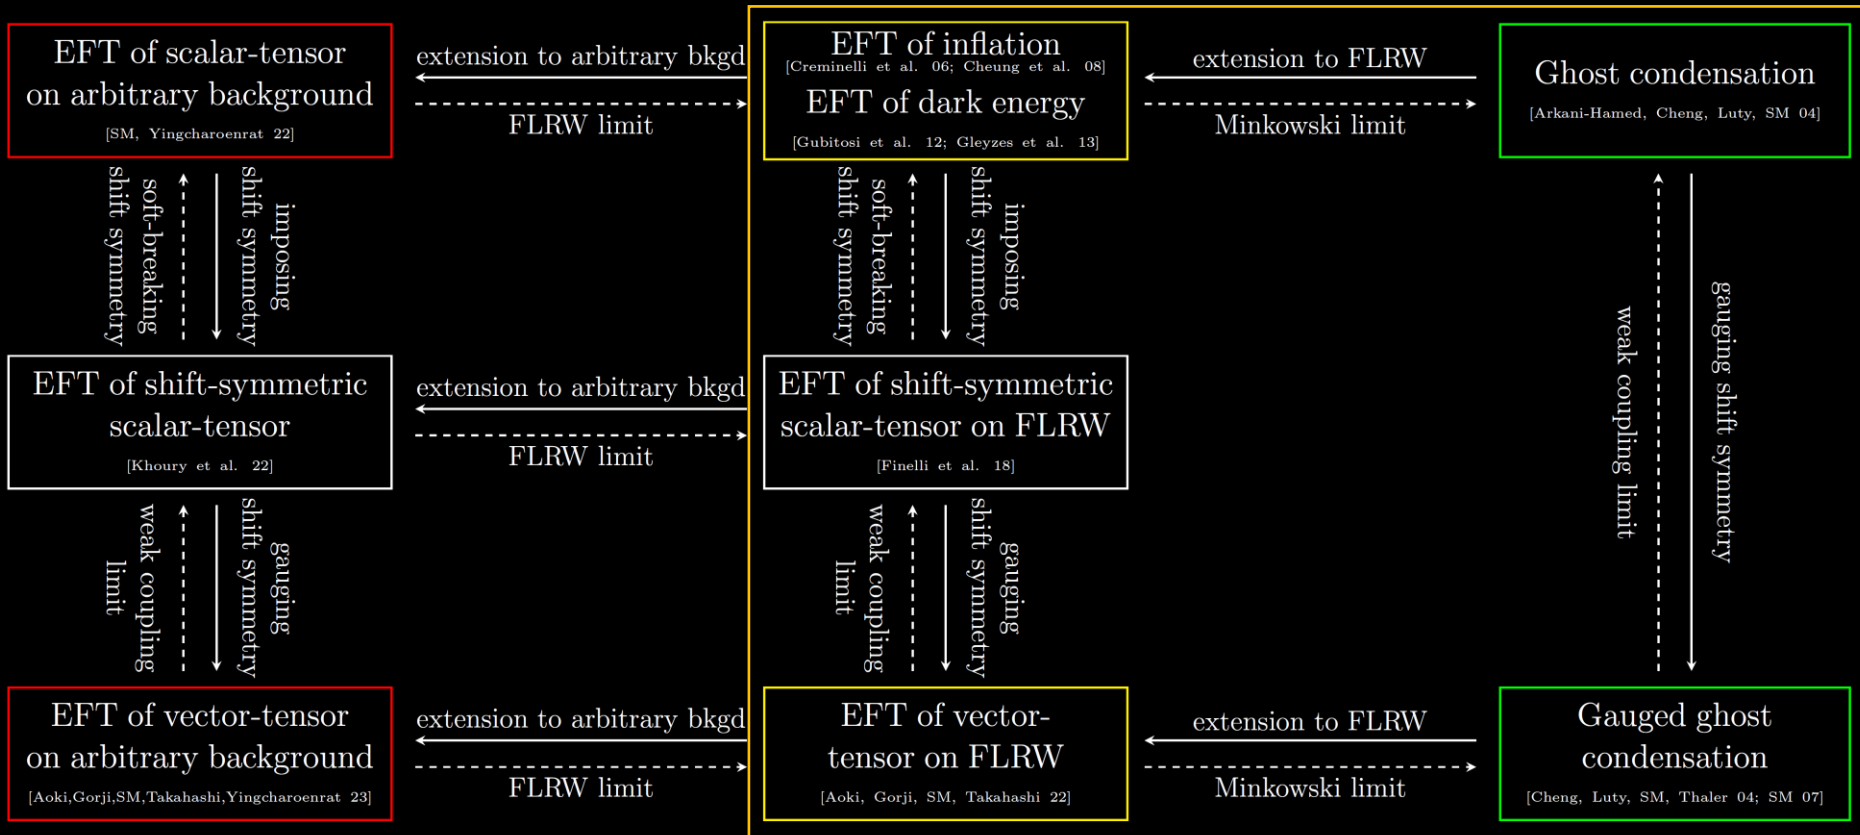 EFT of scalar-tensor
on arbitrary background
[SM, Yingcharoenrat 22]
extension to arbitrary bkgd
FLRW limit
EFT of inflation
[Creminelli et al. 06; Cheung et al. 08]
EFT of dark energy
[Gubitosi et al. 12; Gleyzes et al. 13]
extension to FLRW
Minkowski limit
Ghost condensation
[Arkani-Hamed, Cheng, Luty, SM 04]
soft-breaking
shift symmetry
imposing
shift symmetry
soft-breaking
shift symmetry
imposing
shift symmetry
weak coupling limit
gauging shift symmetry
EFT of shift-symmetric
scalar-tensor
[Khoury et al. 22]
extension to arbitrary bkgd
FLRW limit
EFT of shift-symmetric
scalar-tensor on FLRW
[Finelli et al. 18]
weak coupling
limit
gauging
shift symmetry
weak coupling
limit
gauging
shift symmetry
EFT of vector-tensor
on arbitrary background
[Aoki,Gorji,SM,Takahashi,Yingcharoenrat 23]
extension to arbitrary bkgd
FLRW limit
EFT of vector-
tensor on FLRW
[Aoki, Gorji, SM, Takahashi 22]
extension to FLRW
Minkowski limit
Gauged ghost
condensation
[Cheng, Luty, SM, Thaler 04; SM 07]